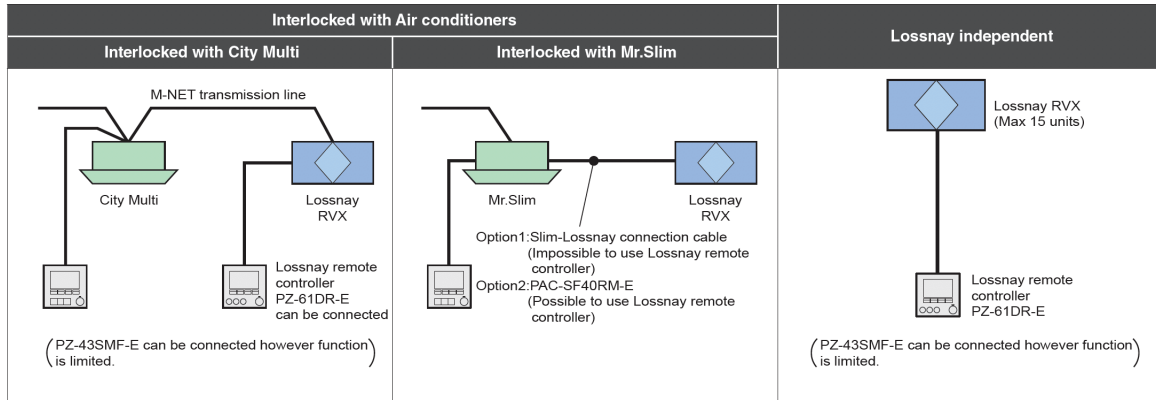 Interlocked with Air conditioners
Lossnay independent
Interlocked with City Multi
Interlocked with Mr.Slim
M-NET transmission line
City Multi
Lossnay
RVX
Lossnay remote
controller
PZ-61DR-E
can be connected
(PZ-43SMF-E can be connected however function
is limited.)
Mr.Slim
Lossnay
RVX
Option1:Slim-Lossnay connection cable
(Impossible to use Lossnay remote
controller)
Option2:PAC-SF40RM-E
(Possible to use Lossnay remote
controller)
Lossnay RVX
(Max 15 units)
Lossnay remote
controller
PZ-61DR-E
(PZ-43SMF-E can be connected however function
is limited.)